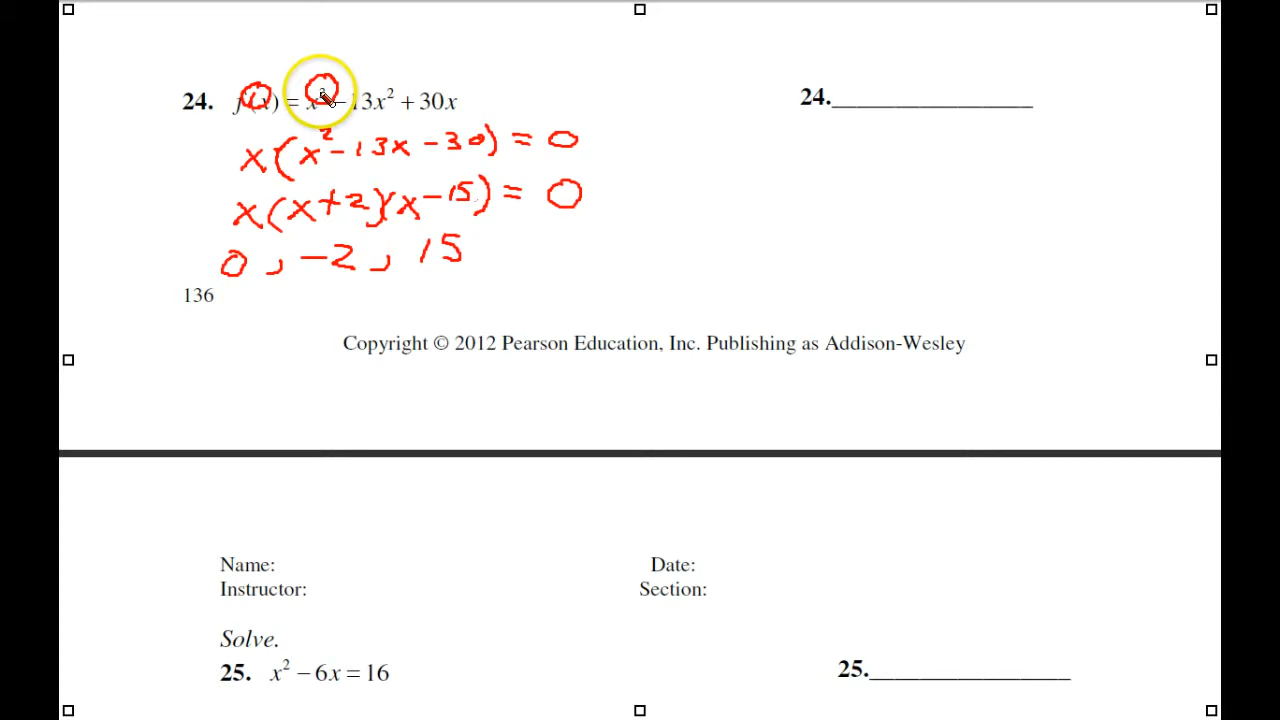 24. f(x) = x³ − 13x² + 30x
24.
x(x² − 13x − 30) = 0
x(x + 2)(x − 15) = 0
0, −2, 15
136
Copyright © 2012 Pearson Education, Inc. Publishing as Addison-Wesley
Name: Date:
Instructor: Section:
Solve.
25. x² − 6x = 16
25.